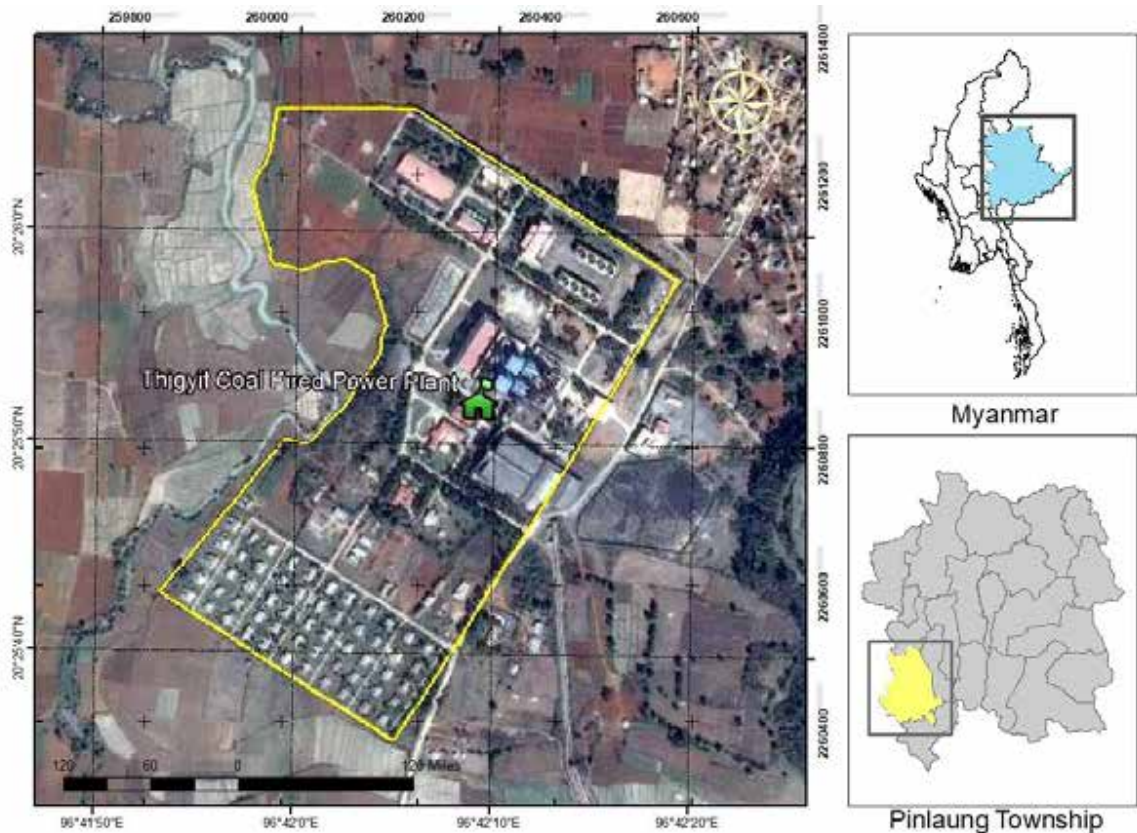 259800 260000 260200 260400 260600
2261400
2261200
20°26'0"N
2261000
Thigyit Coal Fired Power Plant
20°25'50"N
2260800
2260600
20°25'40"N
2260400
120 60 0 120 Miles
96°41'50"E 96°42'0"E 96°42'10"E 96°42'20"E
Myanmar
Pinlaung Township